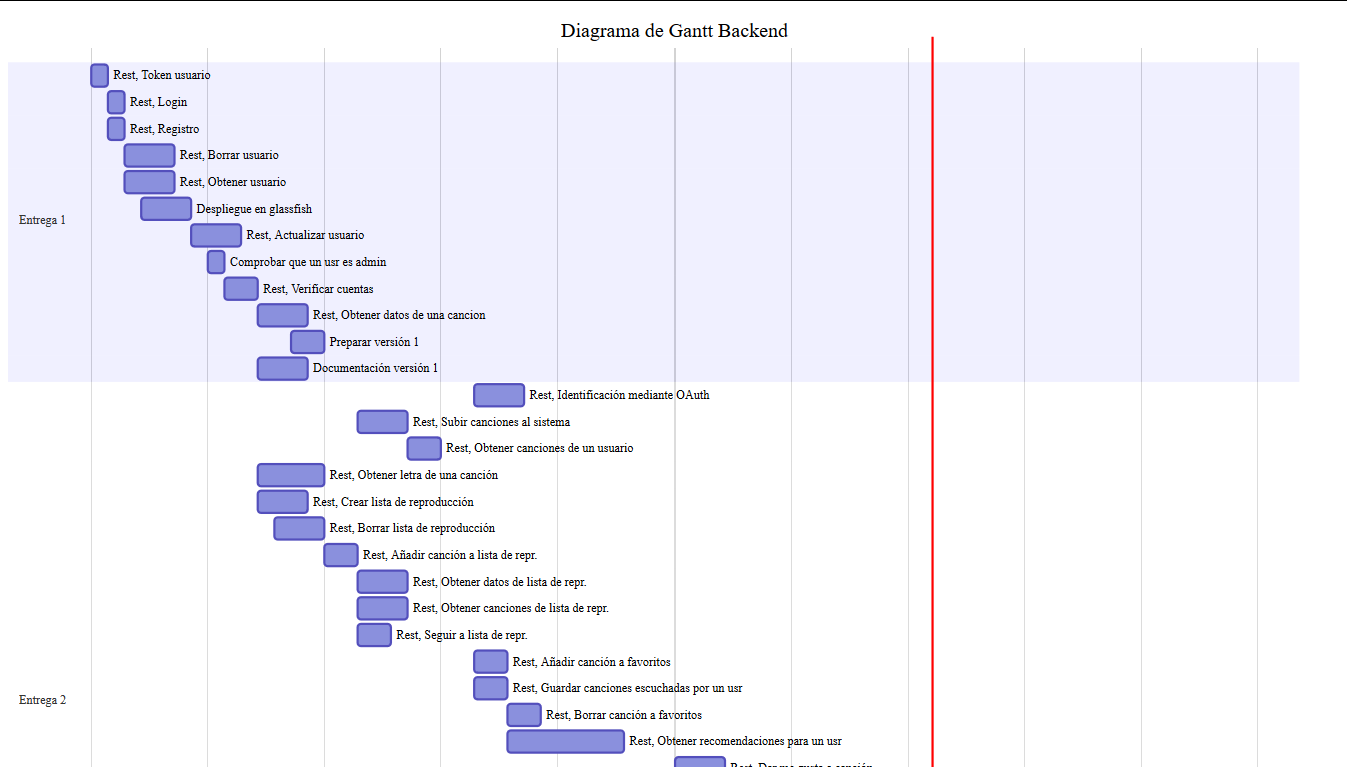 Diagrama de Gantt Backend
Rest, Token usuario
Rest, Login
Rest, Registro
Rest, Borrar usuario
Rest, Obtener usuario
Despliegue en glassfish
Entrega 1
Rest, Actualizar usuario
Comprobar que un usr es admin
Rest, Verificar cuentas
Rest, Obtener datos de una cancion
Preparar versión 1
Documentación versión 1
Rest, Identificación mediante OAuth
Rest, Subir canciones al sistema
Rest, Obtener canciones de un usuario
Rest, Obtener letra de una canción
Rest, Crear lista de reproducción
Rest, Borrar lista de reproducción
Rest, Añadir canción a lista de repr.
Rest, Obtener datos de lista de repr.
Rest, Obtener canciones de lista de repr.
Rest, Seguir a lista de repr.
Rest, Añadir canción a favoritos
Rest, Guardar canciones escuchadas por un usr
Entrega 2
Rest, Borrar canción a favoritos
Rest, Obtener recomendaciones para un usr